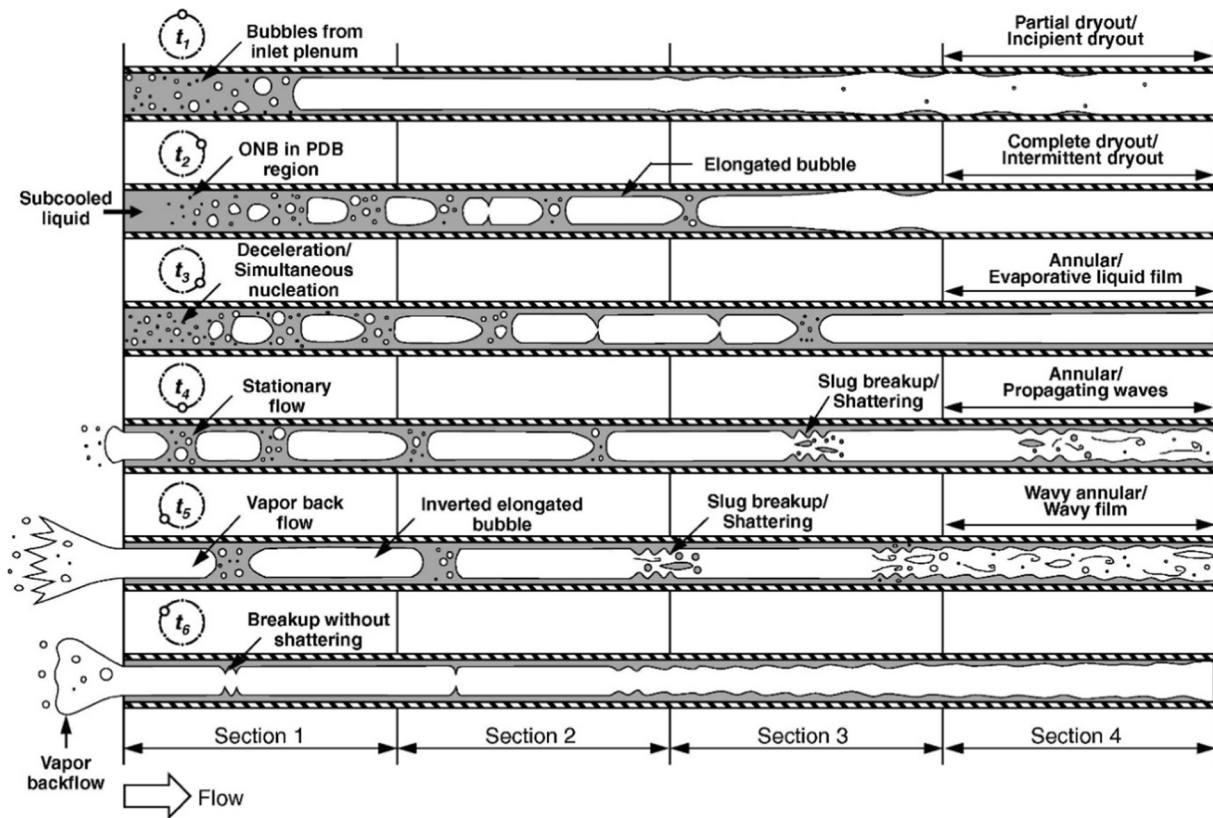 t1
Bubbles from
inlet plenum
Partial dryout/
Incipient dryout
t2
ONB in PDB
region
Elongated bubble
Complete dryout/
Intermittent dryout
Subcooled
liquid
t3
Deceleration/
Simultaneous
nucleation
Annular/
Evaporative liquid film
t4
Stationary
flow
Slug breakup/
Shattering
Annular/
Propagating waves
t5
Vapor back
flow
Inverted elongated
bubble
Slug breakup/
Shattering
Wavy annular/
Wavy film
t6
Breakup without
shattering
Section 1
Section 2
Section 3
Section 4
Vapor
backflow
Flow